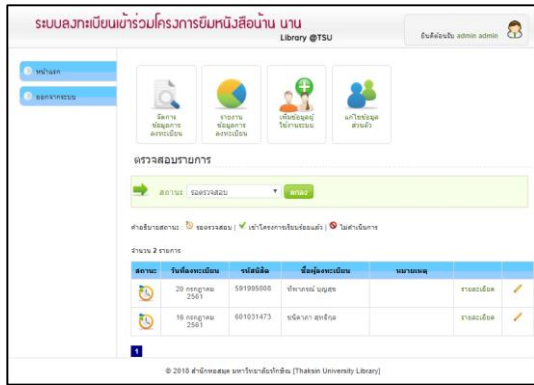 ระบบลงทะเบียนเข้าร่วมโครงการยืมหนังสือนาน นาน
Library @TSU
ยินดีต้อนรับ admin admin
หน้าแรก
ออกจากระบบ
จัดการ
ข้อมูลการ
ลงทะเบียน
รายงาน
ข้อมูลการ
ลงทะเบียน
เพิ่มข้อมูลผู้
ใช้งานระบบ
แก้ไขข้อมูล
ส่วนตัว
ตรวจสอบรายการ
สถานะ รอตรวจสอบ ตกลง
คำอธิบายสถานะ : รอตรวจสอบ | เข้าโครงการเรียบร้อยแล้ว | ไม่ดำเนินการ
จำนวน 2 รายการ
สถานะ วันที่ลงทะเบียน รหัสนิสิต ชื่อผู้ลงทะเบียน หมายเหตุ
20 กรกฎาคม 591995008 ทิพาภรณ์ บุญสุข รายละเอียด
2561
19 กรกฎาคม 601031473 รายละเอียด
2561
1
© 2018 สำนักหอสมุด มหาวิทยาลัยทักษิณ [Thaksin University Library]